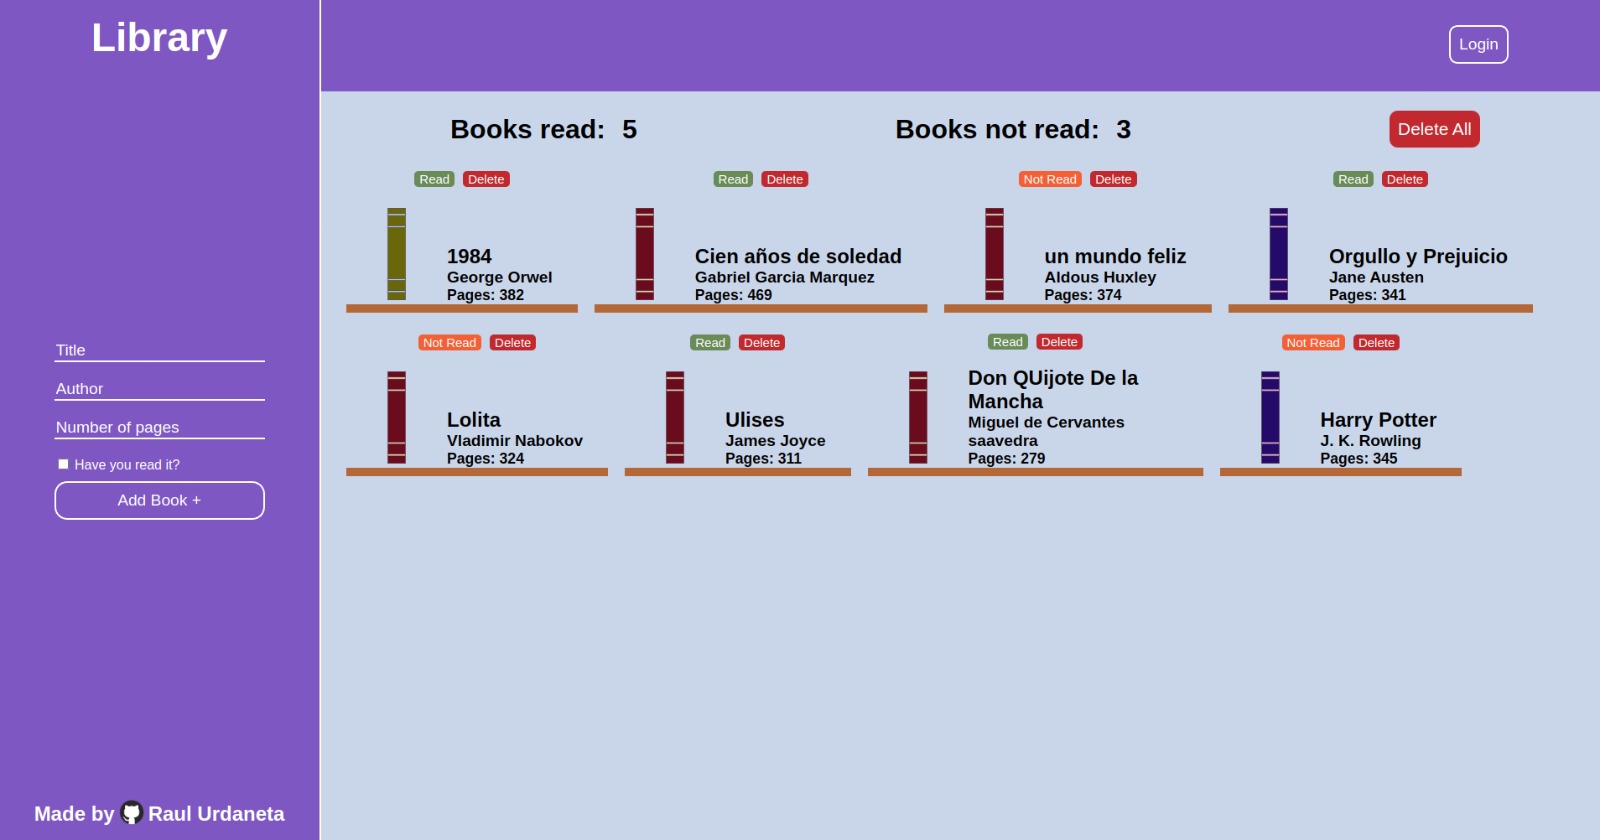 Library
Login
Books read: 5
Books not read: 3
Delete All
Read Delete
1984
George Orwel
Pages: 382
Read Delete
Cien años de soledad
Gabriel Garcia Marquez
Pages: 469
Not Read Delete
un mundo feliz
Aldous Huxley
Pages: 374
Read Delete
Orgullo y Prejuicio
Jane Austen
Pages: 341
Not Read Delete
Lolita
Vladimir Nabokov
Pages: 324
Read Delete
Ulises
James Joyce
Pages: 311
Read Delete
Don QUijote De la
Mancha
Miguel de Cervantes
saavedra
Pages: 279
Not Read Delete
Harry Potter
J. K. Rowling
Pages: 345
Title
Author
Number of pages
Have you read it?
Add Book +
Made by Raul Urdaneta